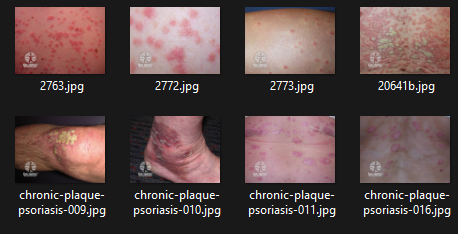 2763.jpg
2772.jpg
2773.jpg
20641b.jpg
chronic-plaque-
psoriasis-009.jpg
chronic-plaque-
psoriasis-010.jpg
chronic-plaque-
psoriasis-011.jpg
chronic-plaque-
psoriasis-016.jpg